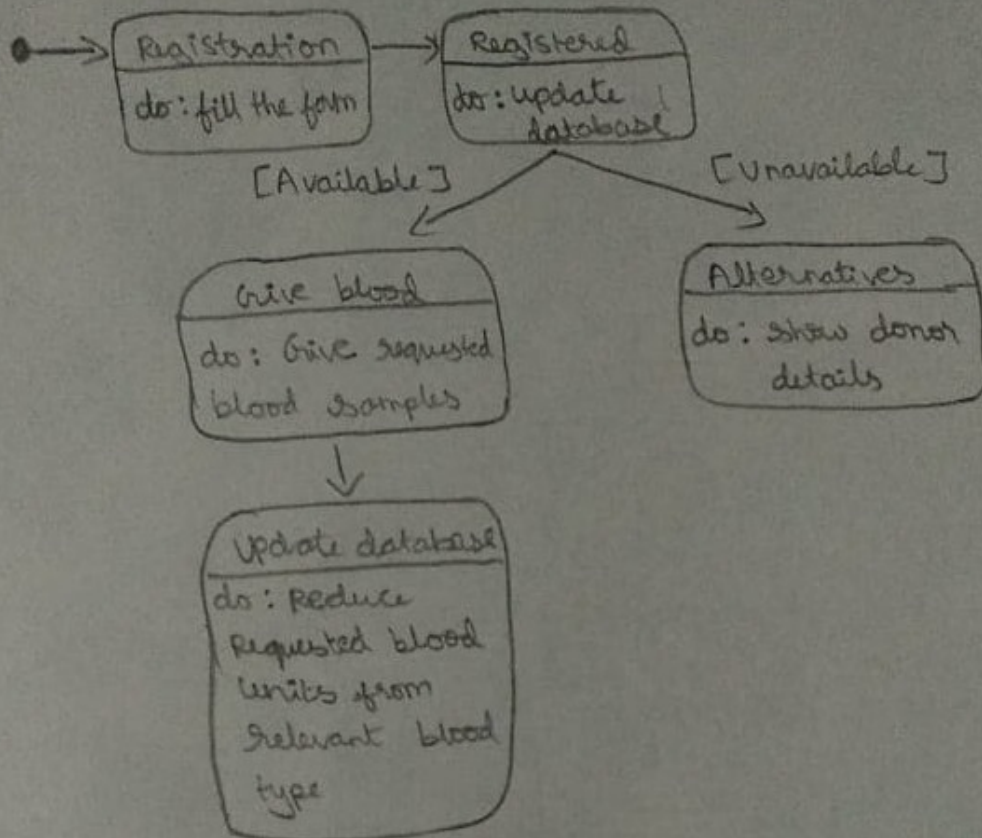 Registration
do: fill the form
Registered
do: update
database
[Available]
[Unavailable]
Give blood
do: Give requested
blood samples
Alternatives
do: show donor
details
Update database
do: Reduce
Requested blood
units from
relevant blood
type